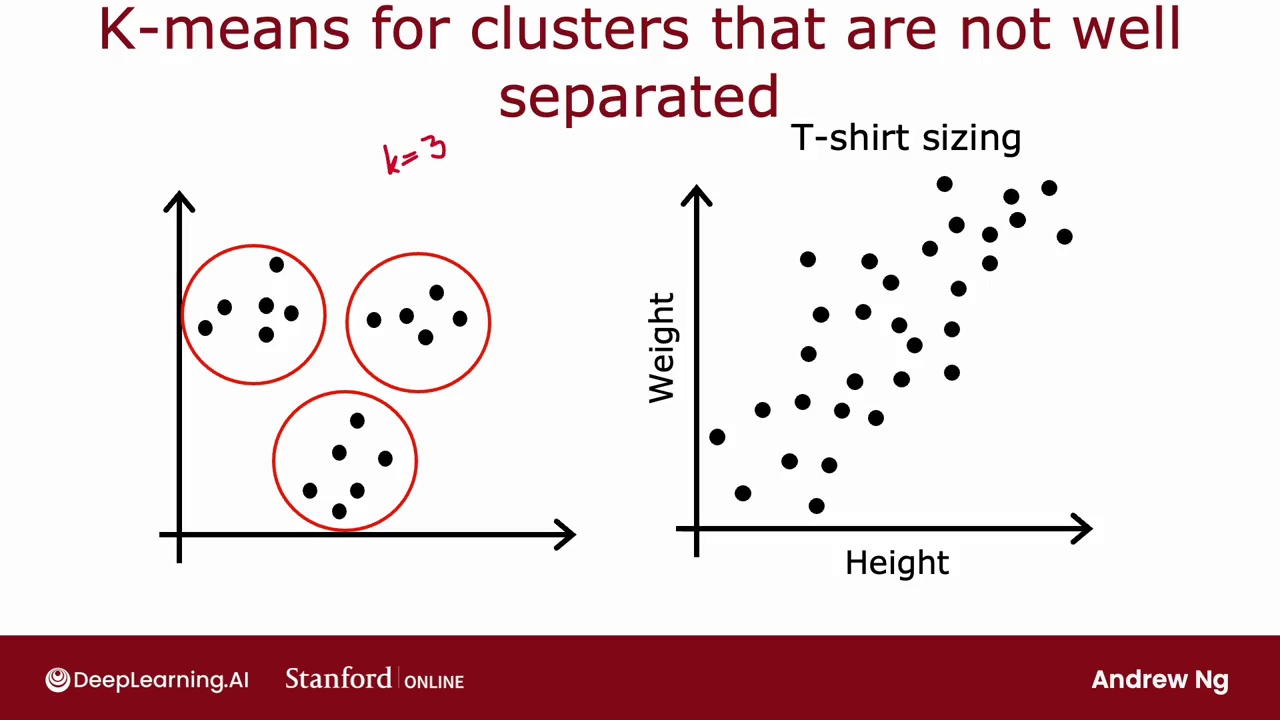 K-means for clusters that are not well
separated
k=3
T-shirt sizing
Weight
Height
DeepLearning.AI
Stanford | ONLINE
Andrew Ng